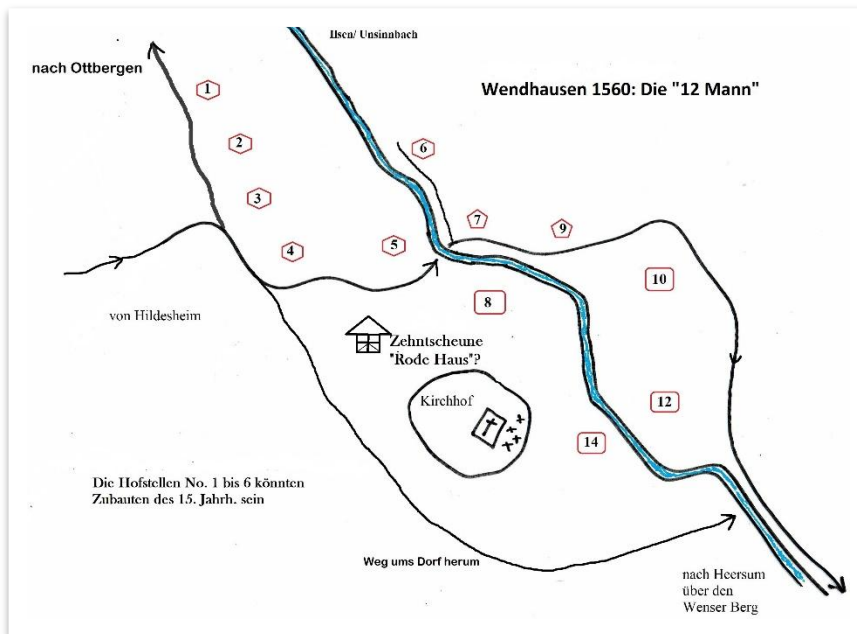 Ilsen/ Unsinnbach
nach Ottbergen
Wendhausen 1560: Die "12 Mann"
1
2
6
3
7
9
4
5
10
von Hildesheim
8
Zehntscheune
"Rode Haus"?
Kirchhof
12
14
Die Hofstellen No. 1 bis 6 könnten
Zubauten des 15. Jahrh. sein
Weg ums Dorf herum
nach Heersum
über den
Wenser Berg